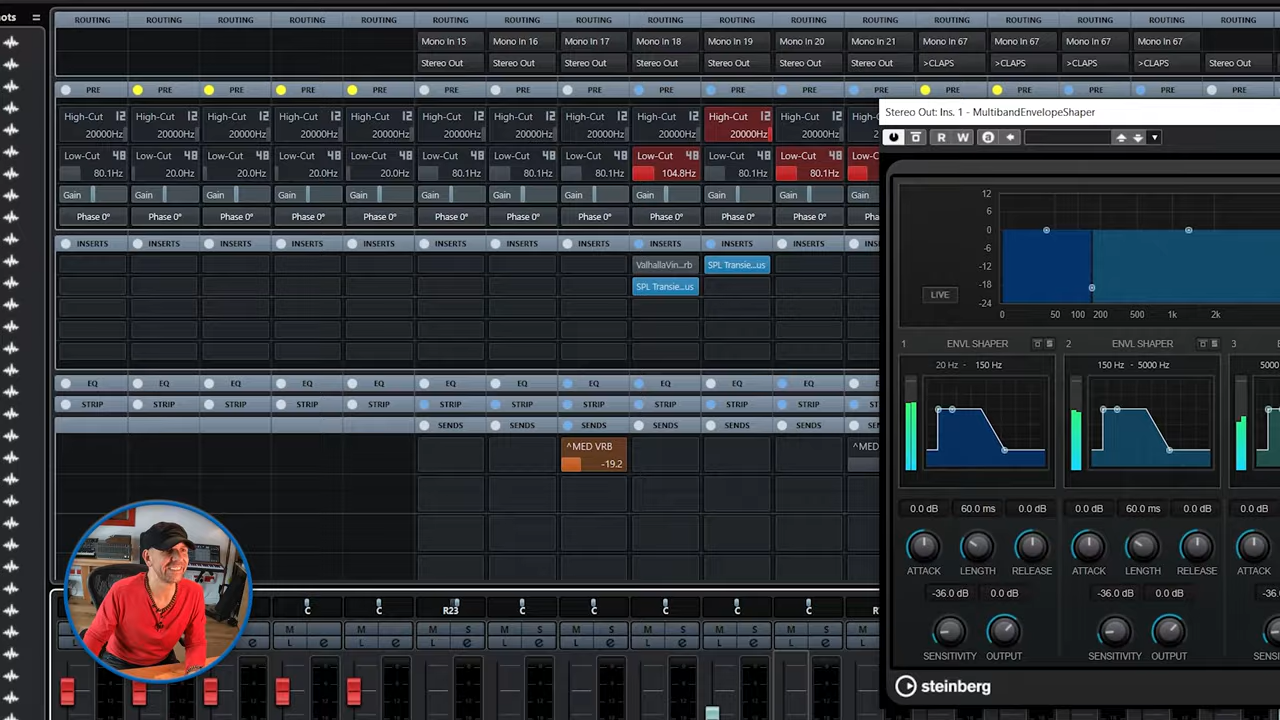 ots
ROUTING ROUTING ROUTING ROUTING ROUTING ROUTING ROUTING ROUTING ROUTING ROUTING ROUTING ROUTING ROUTING ROUTING ROUTING ROUTING ROUTING
Mono In 15 Mono In 16 Mono In 17 Mono In 18 Mono In 19 Mono In 20 Mono In 21 Mono In 67 Mono In 67 Mono In 67 Mono In 67
Stereo Out Stereo Out Stereo Out Stereo Out Stereo Out Stereo Out Stereo Out >CLAPS >CLAPS >CLAPS >CLAPS Stereo Out
PRE PRE PRE PRE PRE PRE PRE PRE PRE PRE PRE PRE PRE PRE PRE PRE PRE
High-Cut 12 High-Cut 12 High-Cut 12 High-Cut 12 High-Cut 12 High-Cut 12 High-Cut 12 High-Cut 12 High-Cut 12 High-Cut 12 High-Cut 12 High-
20000Hz 20000Hz 20000Hz 20000Hz 20000Hz 20000Hz 20000Hz 20000Hz 20000Hz 20000Hz 20000Hz 2
Low-Cut 48 Low-Cut 48 Low-Cut 48 Low-Cut 48 Low-Cut 48 Low-Cut 48 Low-Cut 48 Low-Cut 48 Low-Cut 48 Low-Cut 48 Low-Cut 48 Low-C
80.1Hz 20.0Hz 20.0Hz 20.0Hz 20.0Hz 80.1Hz 80.1Hz 80.1Hz 104.8Hz 80.1Hz 80.1Hz
Gain Gain Gain Gain Gain Gain Gain Gain Gain Gain Gain Gain
Phase 0° Phase 0° Phase 0° Phase 0° Phase 0° Phase 0° Phase 0° Phase 0° Phase 0° Phase 0° Phase 0° Phas
INSERTS INSERTS INSERTS INSERTS INSERTS INSERTS INSERTS INSERTS INSERTS INSERTS INSERTS INSE
ValhallaVin...rb SPL Transie...us
SPL Transie...us
EQ EQ EQ EQ EQ EQ EQ EQ EQ EQ EQ E
STRIP STRIP STRIP STRIP STRIP STRIP STRIP STRIP STRIP STRIP STRIP STR
SENDS SENDS SENDS SENDS SENDS SENDS SEN
^MED VRB ^MED
-19.2
C C R23 C C C C C R
M M M S M S M S M S M S M S M
L e L e L e L e L e L e L e L e L
Stereo Out: Ins. 1 - MultibandEnvelopeShaper
R W a
12
6
0
-6
-12
-18
-24
LIVE
0 50 100 200 500 1k 2k
1 ENVL SHAPER 2 ENVL SHAPER 3 E
20 Hz - 150 Hz 150 Hz - 5000 Hz 5000
0.0 dB 60.0 ms 0.0 dB 0.0 dB 60.0 ms 0.0 dB 0.0 dB
ATTACK LENGTH RELEASE ATTACK LENGTH RELEASE ATTACK
-36.0 dB 0.0 dB -36.0 dB 0.0 dB -36.
SENSITIVITY OUTPUT SENSITIVITY OUTPUT SENSI
steinberg